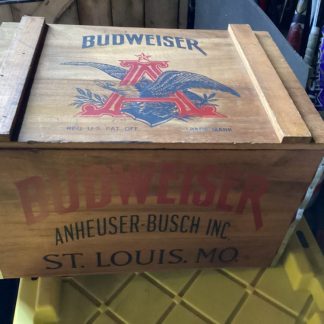 BUDWEISER
A
REG. U.S. PAT. OFF. TRADE MARK
BUDWEISER
ANHEUSER-BUSCH INC.
ST. LOUIS, MO